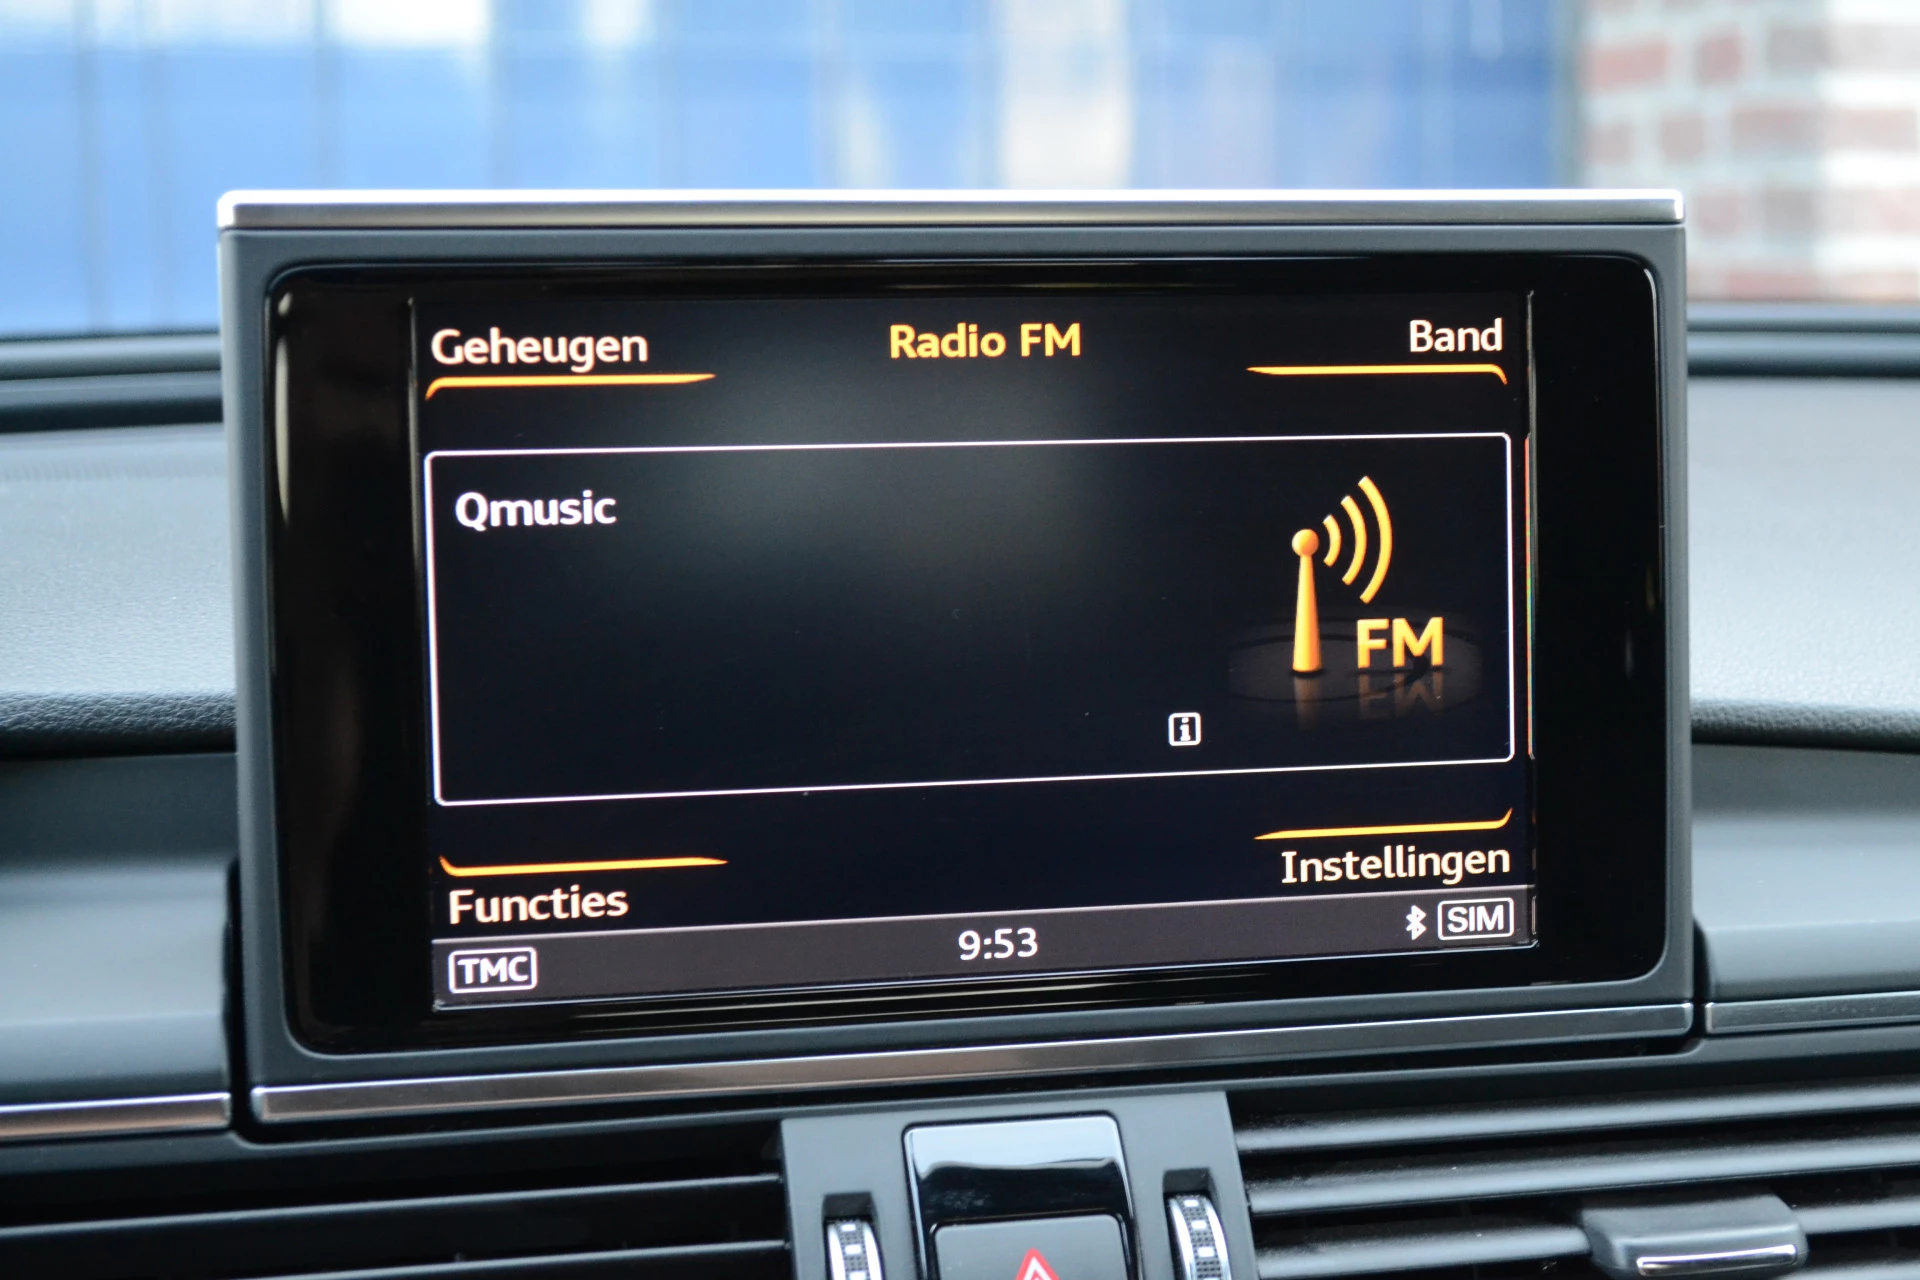 Geheugen
Radio FM
Band
Qmusic
FM
i
Functies
Instellingen
TMC
9:53
SIM